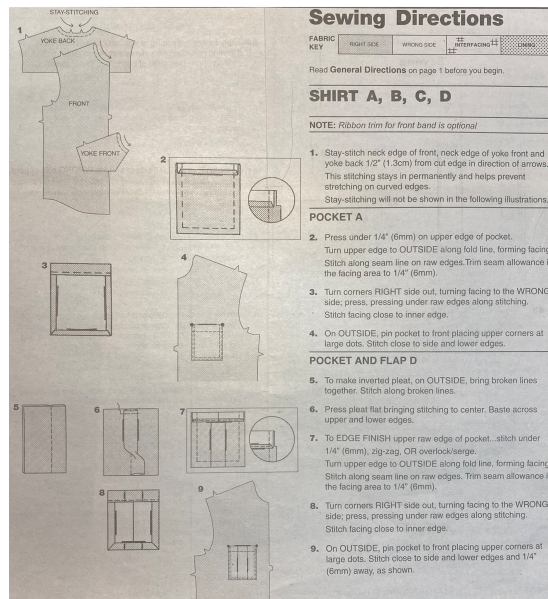 STAY-STITCHING
1
YOKE BACK
FRONT
YOKE FRONT
2
3
4
5
6
7
8
9
Sewing Directions
FABRIC
KEY
RIGHT SIDE
WRONG SIDE
INTERFACING
LINING
Read General Directions on page 1 before you begin.
SHIRT A, B, C, D
NOTE: Ribbon trim for front band is optional
1. Stay-stitch neck edge of front, neck edge of yoke front and
yoke back 1/2" (1.3cm) from cut edge in direction of arrows.
This stitching stays in permanently and helps prevent
stretching on curved edges.
Stay-stitching will not be shown in the following illustrations.
POCKET A
2. Press under 1/4" (6mm) on upper edge of pocket.
Turn upper edge to OUTSIDE along fold line, forming facing
Stitch along seam line on raw edges.Trim seam allowance
the facing area to 1/4" (6mm).
3. Turn corners RIGHT side out, turning facing to the WRONG
side; press, pressing under raw edges along stitching.
Stitch facing close to inner edge.
4. On OUTSIDE, pin pocket to front placing upper corners at
large dots. Stitch close to side and lower edges.
POCKET AND FLAP D
5. To make inverted pleat, on OUTSIDE, bring broken lines
together. Stitch along broken lines.
6. Press pleat flat bringing stitching to center. Baste across
upper and lower edges.
7. To EDGE FINISH upper raw edge of pocket...stitch under
1/4" (6mm), zig-zag, OR overlock/serge.
Turn upper edge to OUTSIDE along fold line, forming facing
Stitch along seam line on raw edges. Trim seam allowance
the facing area to 1/4" (6mm).
8. Turn corners RIGHT side out, turning facing to the WRONG
side; press, pressing under raw edges along stitching.
Stitch facing close to inner edge.
9. On OUTSIDE, pin pocket to front placing upper corners at
large dots. Stitch close to side and lower edges and 1/4"
(6mm) away, as shown.